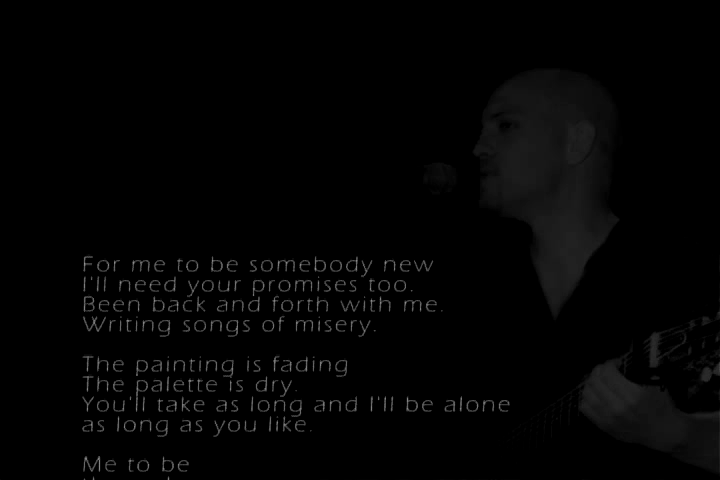 For me to be somebody new
I'll need your promises too.
Been back and forth with me.
Writing songs of misery.
The painting is fading
The palette is dry.
You'll take as long and I'll be alone
as long as you like.
Me to be